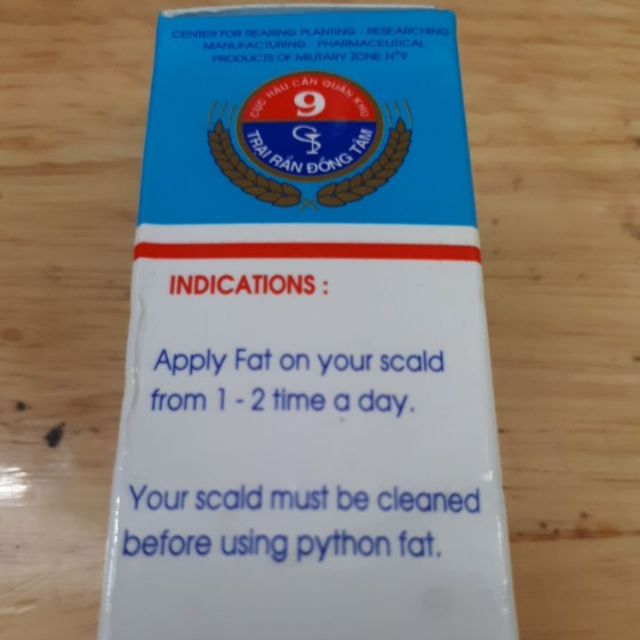 CENTER FOR REARING PLANTING - RESEARCHING
- MANUFACTURING - PHARMACEUTICAL
PRODUCTS OF MILITARY ZONE Nº9
CỤC HẬU CẦN QUÂN KHU
9
TRẠI RẮN ĐỒNG TÂM
INDICATIONS :
Apply Fat on your scald
from 1 - 2 time a day.
Your scald must be cleaned
before using python fat.